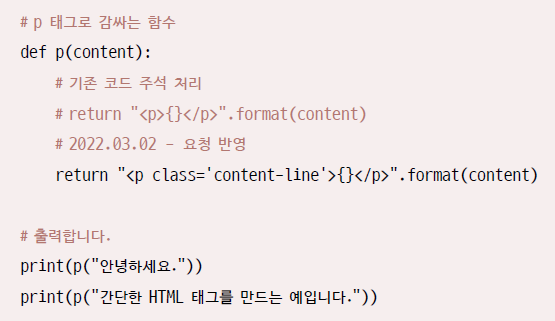 # p 태그로 감싸는 함수
def p(content):
    # 기존 코드 주석 처리
    # return "<p>{}</p>".format(content)
    # 2022.03.02 - 요청 반영
    return "<p class='content-line'>{}</p>".format(content)

# 출력합니다.
print(p("안녕하세요."))
print(p("간단한 HTML 태그를 만드는 예입니다."))